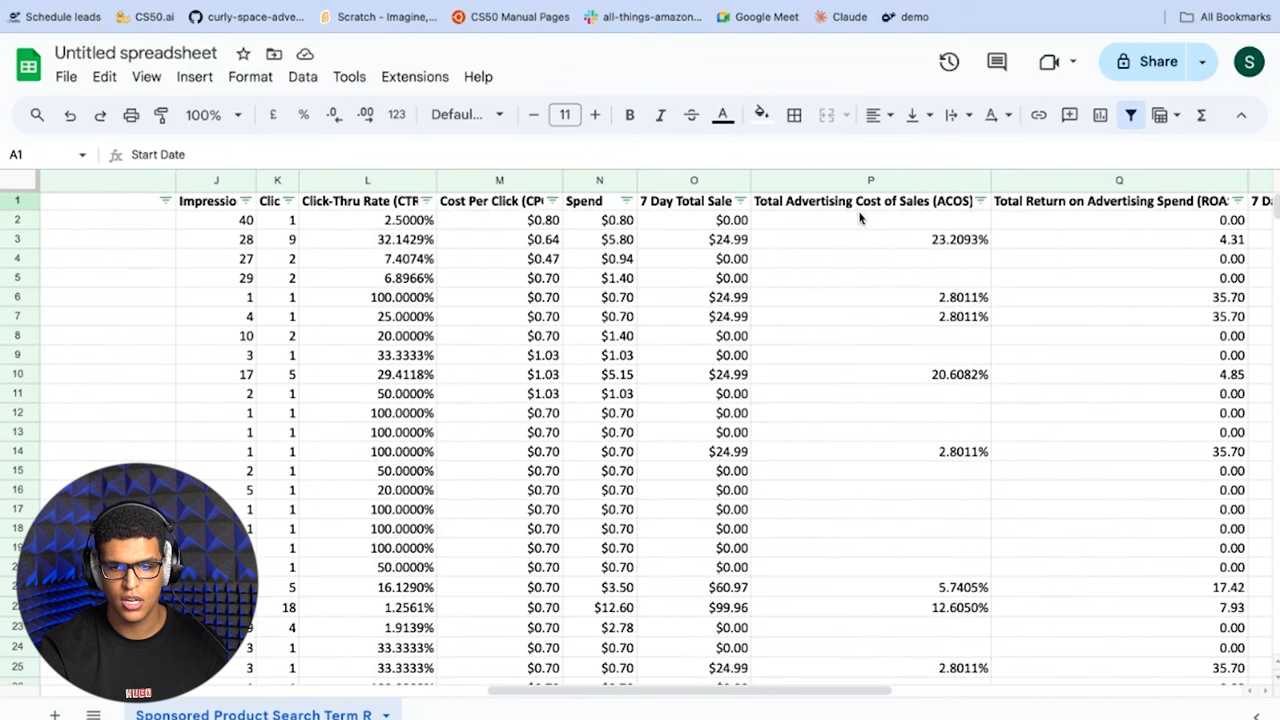 Schedule leads CS50.ai curly-space-adve... Scratch - Imagine,... CS50 Manual Pages all-things-amazon... Google Meet Claude demo All Bookmarks
Untitled spreadsheet
File Edit View Insert Format Data Tools Extensions Help
Share S
100% £ % .0 .00 123 Defaul... 11 B I S A Σ
A1 fx Start Date
J K L M N O P Q
1 Impressio Clic Click-Thru Rate (CTR Cost Per Click (CP Spend 7 Day Total Sale Total Advertising Cost of Sales (ACOS) Total Return on Advertising Spend (ROA 7 D
2 40 1 2.5000% $0.80 $0.80 $0.00 0.00
3 28 9 32.1429% $0.64 $5.80 $24.99 23.2093% 4.31
4 27 2 7.4074% $0.47 $0.94 $0.00 0.00
5 29 2 6.8966% $0.70 $1.40 $0.00 0.00
6 1 1 100.0000% $0.70 $0.70 $24.99 2.8011% 35.70
7 4 1 25.0000% $0.70 $0.70 $24.99 2.8011% 35.70
8 10 2 20.0000% $0.70 $1.40 $0.00 0.00
9 3 1 33.3333% $1.03 $1.03 $0.00 0.00
10 17 5 29.4118% $1.03 $5.15 $24.99 20.6082% 4.85
11 2 1 50.0000% $1.03 $1.03 $0.00 0.00
12 1 1 100.0000% $0.70 $0.70 $0.00 0.00
13 1 1 100.0000% $0.70 $0.70 $0.00 0.00
14 1 1 100.0000% $0.70 $0.70 $24.99 2.8011% 35.70
15 2 1 50.0000% $0.70 $0.70 $0.00 0.00
16 5 1 20.0000% $0.70 $0.70 $0.00 0.00
17 1 1 100.0000% $0.70 $0.70 $0.00 0.00
18 1 1 100.0000% $0.70 $0.70 $0.00 0.00
1 100.0000% $0.70 $0.70 $0.00 0.00
1 50.0000% $0.70 $0.70 $0.00 0.00
5 16.1290% $0.70 $3.50 $60.97 5.7405% 17.42
18 1.2561% $0.70 $12.60 $99.96 12.6050% 7.93
23 4 1.9139% $0.70 $2.78 $0.00 0.00
24 3 1 33.3333% $0.70 $0.70 $0.00 0.00
25 3 1 33.3333% $0.70 $0.70 $24.99 2.8011% 35.70
HUGO
Sponsored Product Search Term R